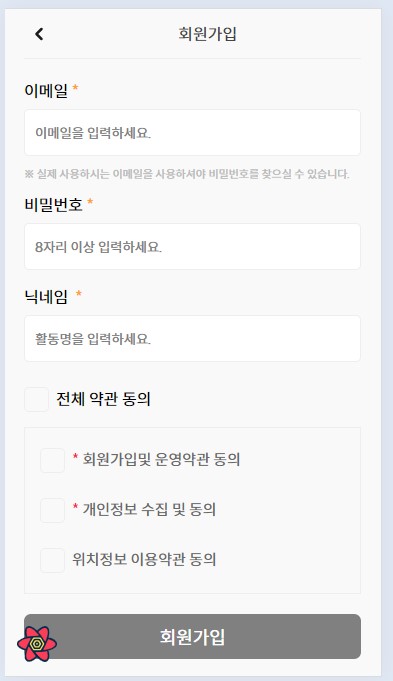 회원가입
이메일 *
이메일을 입력하세요.
※ 실제 사용하시는 이메일을 사용하셔야 비밀번호를 찾으실 수 있습니다.
비밀번호 *
8자리 이상 입력하세요.
닉네임 *
활동명을 입력하세요.
전체 약관 동의
* 회원가입및 운영약관 동의
* 개인정보 수집 및 동의
위치정보 이용약관 동의
회원가입